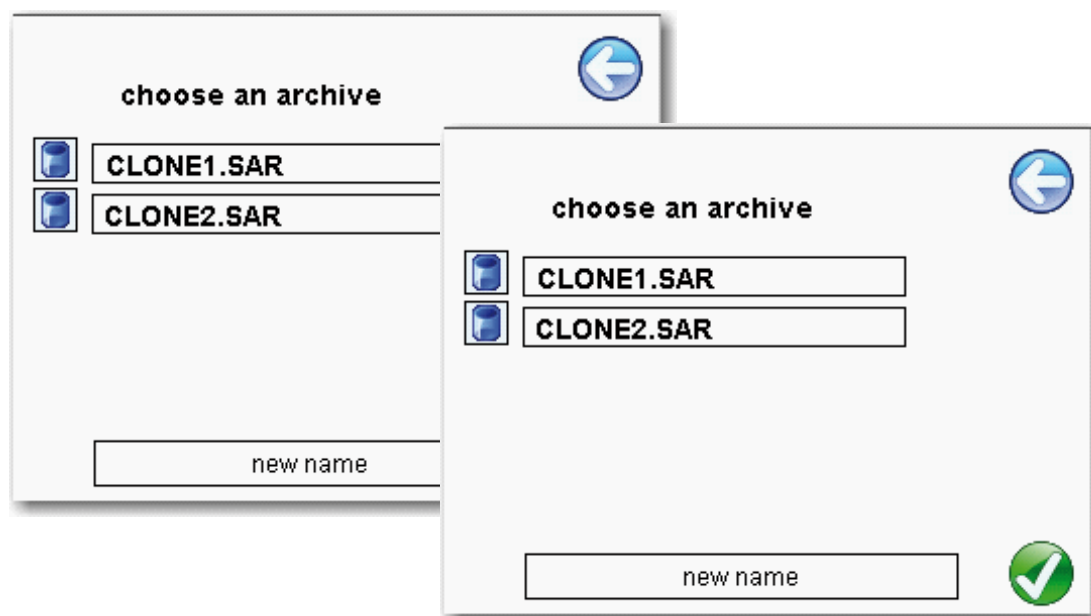 choose an archive
CLONE1.SAR
CLONE2.SAR
new name
choose an archive
CLONE1.SAR
CLONE2.SAR
new name